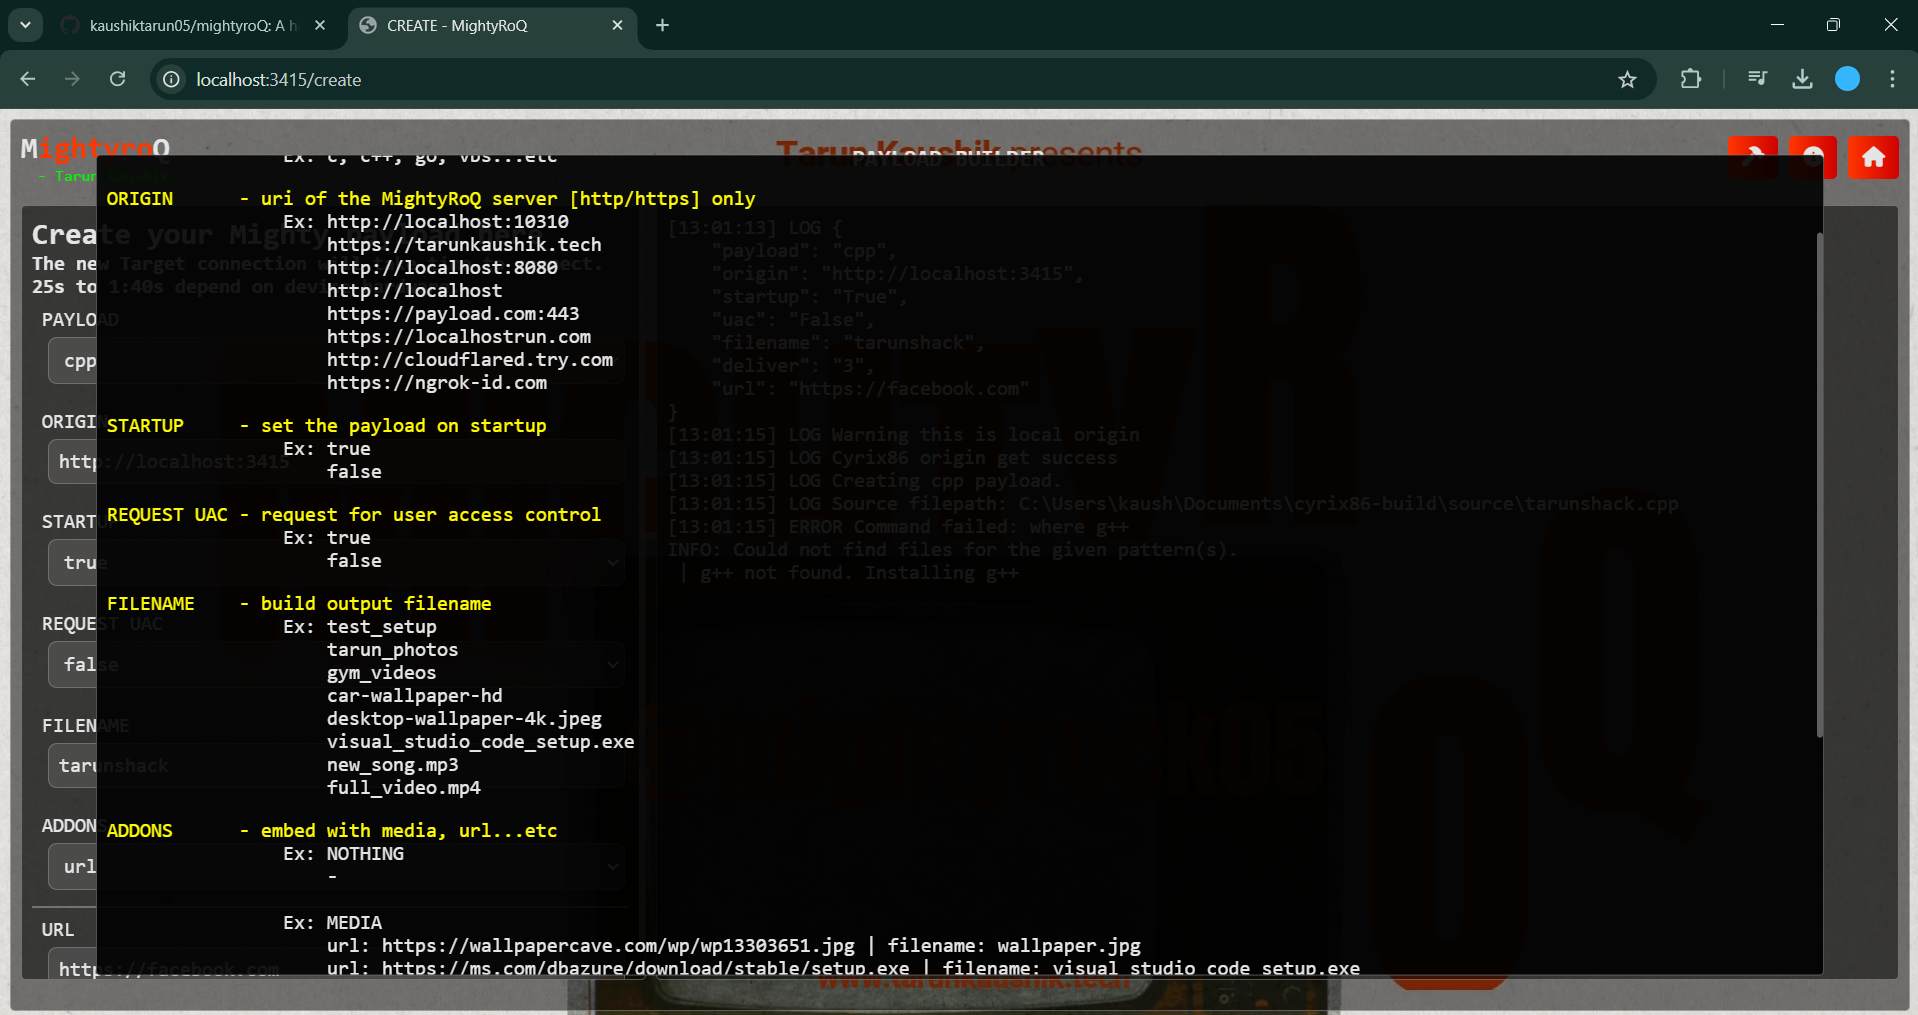 kaushiktarun05/mightyroQ: A h
CREATE - MightyRoQ
localhost:3415/create
MightyroQ
Tarun Kaushik presents
PAYLOAD BUILDER
- Tarun
Ex: c, c++, go, vbs...etc
ORIGIN - uri of the MightyRoQ server [http/https] only
Ex: http://localhost:10310
https://tarunkaushik.tech
http://localhost:8080
http://localhost
https://payload.com:443
https://localhostrun.com
http://cloudflared.try.com
https://ngrok-id.com
STARTUP - set the payload on startup
Ex: true
false
REQUEST UAC - request for user access control
Ex: true
false
FILENAME - build output filename
Ex: test_setup
tarun_photos
gym_videos
car-wallpaper-hd
desktop-wallpaper-4k.jpeg
visual_studio_code_setup.exe
new_song.mp3
full_video.mp4
ADDONS - embed with media, url...etc
Ex: NOTHING
-
Ex: MEDIA
url: https://wallpapercave.com/wp/wp13303651.jpg | filename: wallpaper.jpg
url: https://ms.com/dbazure/download/stable/setup.exe | filename: visual_studio_code_setup.exe
Create your Mighty payload here
The new Target connection will take time to connect.
25s to 1:40s depend on device
PAYLOAD
cpp
ORIGIN
http://localhost:3415
STARTUP
true
REQUEST UAC
false
FILENAME
tarunshack
ADDONS
url
URL
https://facebook.com
[13:01:13] LOG {
"payload": "cpp",
"origin": "http://localhost:3415",
"startup": "True",
"uac": "False",
"filename": "tarunshack",
"deliver": "3",
"url": "https://facebook.com"
}
[13:01:15] LOG Warning this is local origin
[13:01:15] LOG Cyrix86 origin get success
[13:01:15] LOG Creating cpp payload.
[13:01:15] LOG Source filepath: C:\Users\kaush\Documents\cyrix86-build\source\tarunshack.cpp
[13:01:15] ERROR Command failed: where g++
INFO: Could not find files for the given pattern(s).
| g++ not found. Installing g++
www.tarunkaushik.tech